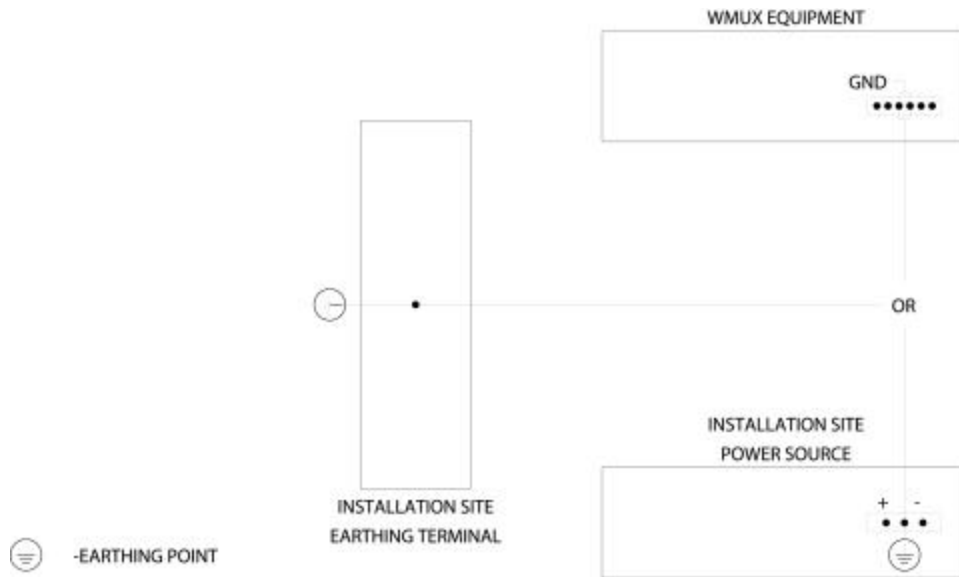 WMUX EQUIPMENT
GND
OR
INSTALLATION SITE
POWER SOURCE
+ -
INSTALLATION SITE
EARTHING TERMINAL
-EARTHING POINT